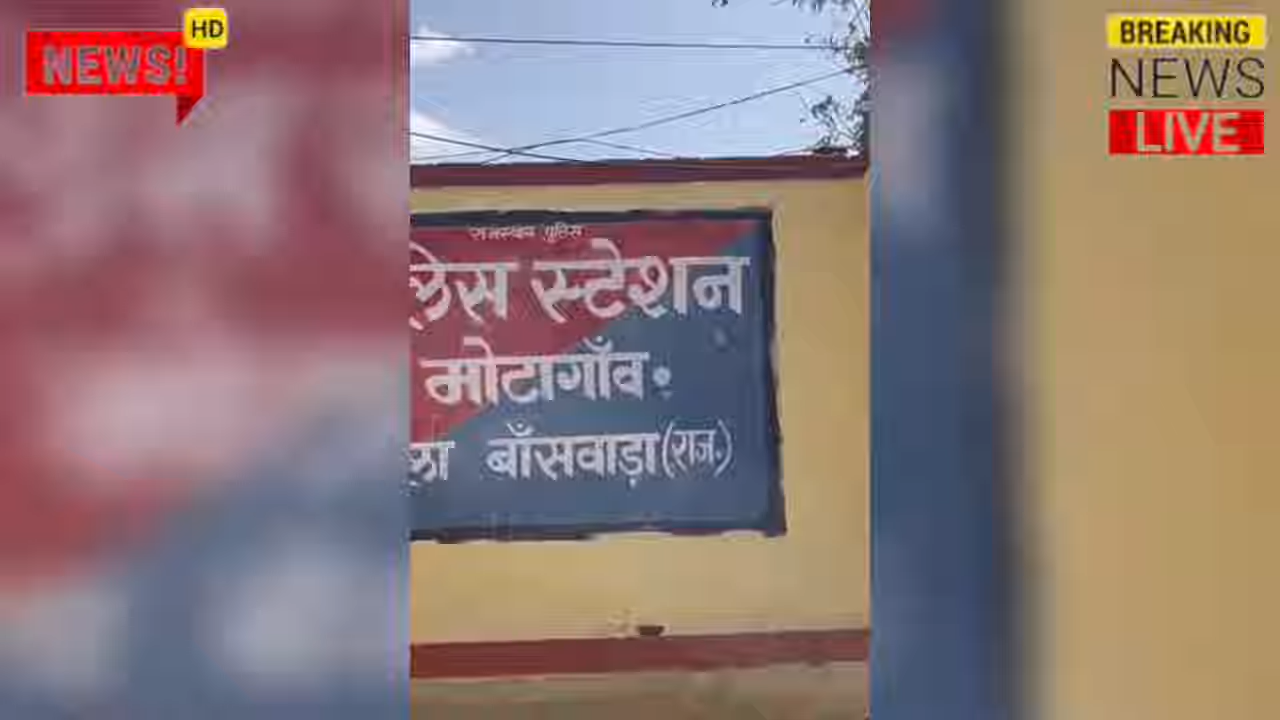 NEWS!
HD
BREAKING
NEWS
LIVE
राजस्थान पुलिस
लिस स्टेशन
मोटागाँव
ला बाँसवाड़ा (राज.)